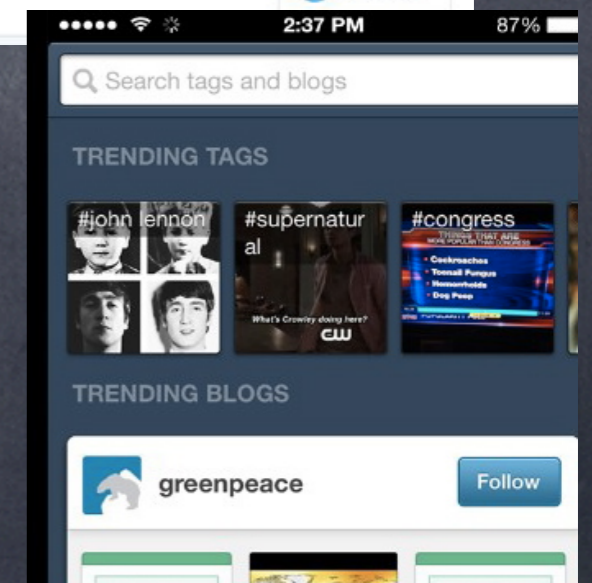 2:37 PM
87%
Search tags and blogs
TRENDING TAGS
#john lennon
#supernatur
al
#congress
THINGS THAT ARE
MORE POPULAR THAN CONGRESS
• Cockroaches
• Toenail Fungus
• Hemorrhoids
• Dog Poop
What's Crowley doing here?
CW
TRENDING BLOGS
greenpeace
Follow